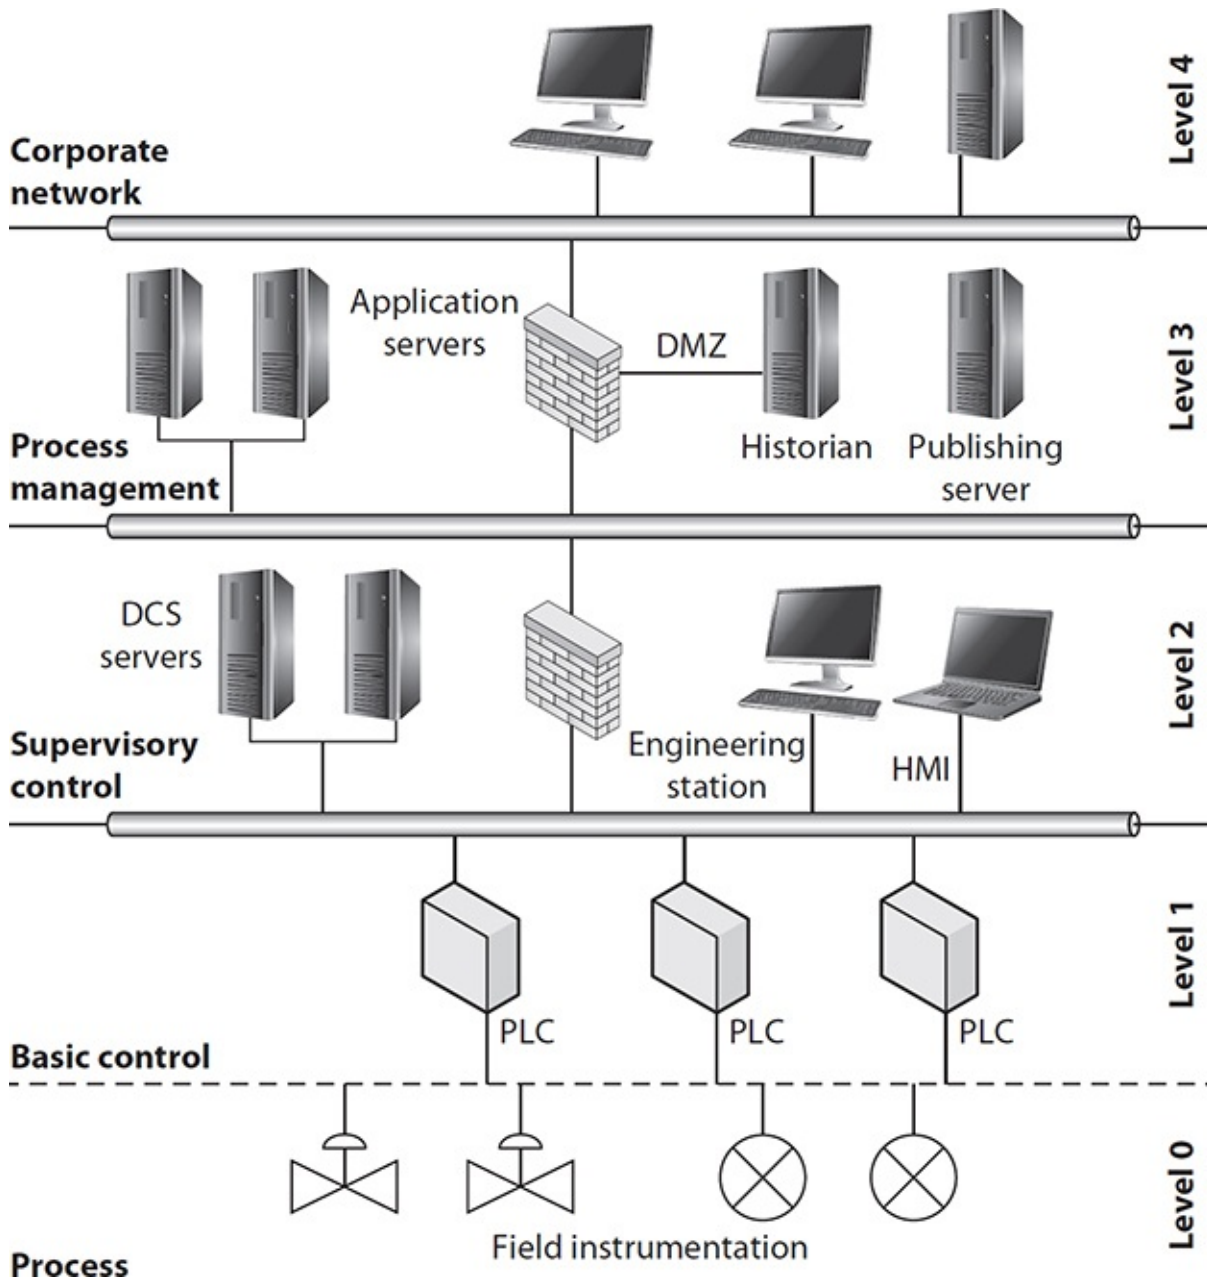 Level 4
Corporate
network
Application
servers
DMZ
Historian
Publishing
server
Level 3
Process
management
DCS
servers
Engineering
station
HMI
Level 2
Supervisory
control
PLC
PLC
PLC
Level 1
Basic control
Level 0
Field instrumentation
Process